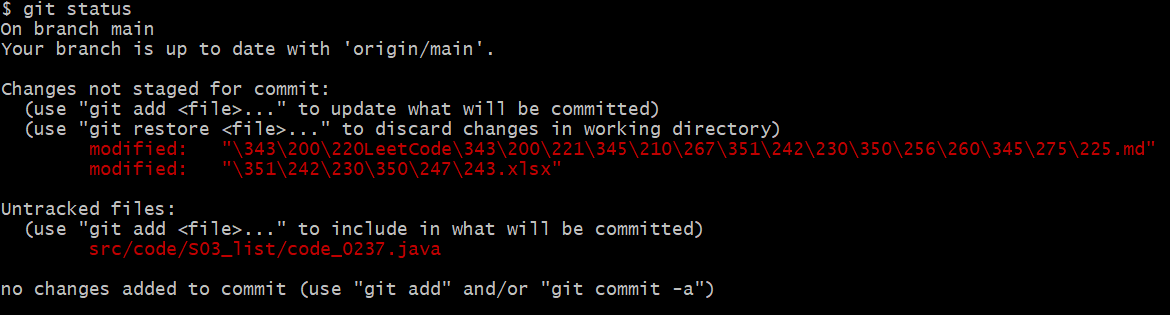 $ git status
On branch main
Your branch is up to date with 'origin/main'.
Changes not staged for commit:
(use "git add <file>..." to update what will be committed)
(use "git restore <file>..." to discard changes in working directory)
modified: "\343\200\220LeetCode\343\200\221\345\210\267\351\242\230\350\256\260\345\275\225.md"
modified: "\351\242\230\350\247\243.xlsx"
Untracked files:
(use "git add <file>..." to include in what will be committed)
src/code/S03_list/code_0237.java
no changes added to commit (use "git add" and/or "git commit -a")